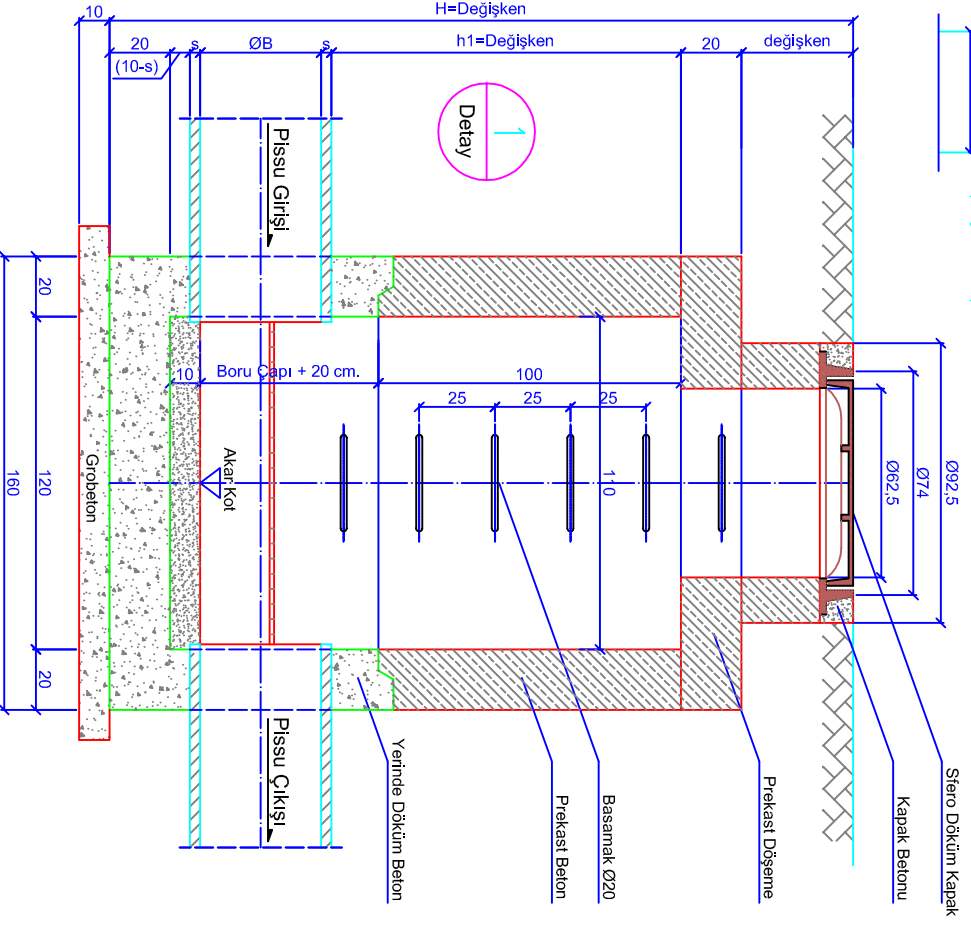 H=Değişken
10
20
(10-s)
s
ØB
s
h1=Değişken
20
değişken
1
Detay
Pissu Girişi
20
120
20
160
Grobeton
10
Boru Çapı + 20 cm.
100
25
25
25
110
Akar Kot
Ø62,5
Ø74
Ø92,5
Pissu Çıkışı
Yerinde Döküm Beton
Prekast Beton
Basamak Ø20
Prekast Döşeme
Kapak Betonu
Sfero Döküm Kapak